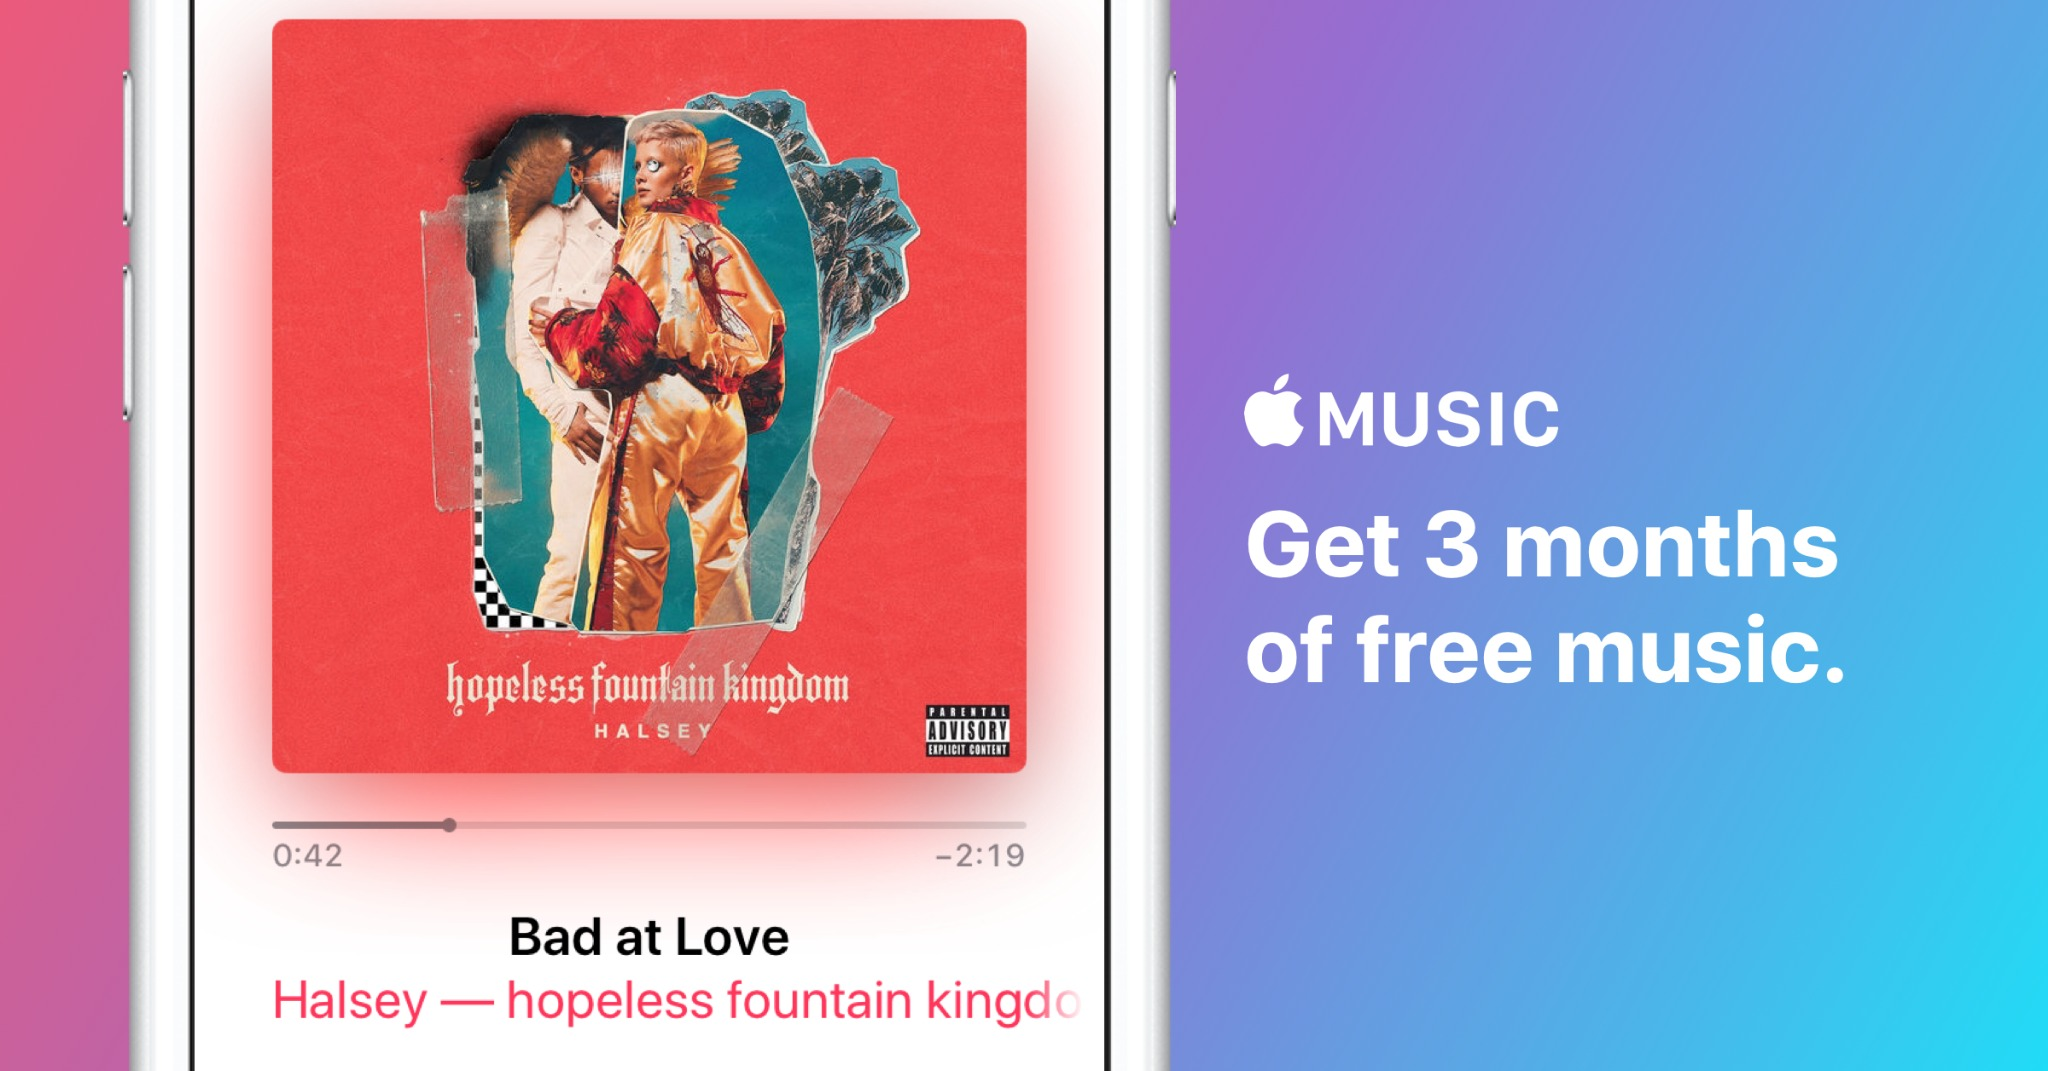 hopeless fountain kingdom
HALSEY
PARENTAL
ADVISORY
EXPLICIT CONTENT
0:42
−2:19
Bad at Love
Halsey — hopeless fountain kingdo
MUSIC
Get 3 months
of free music.